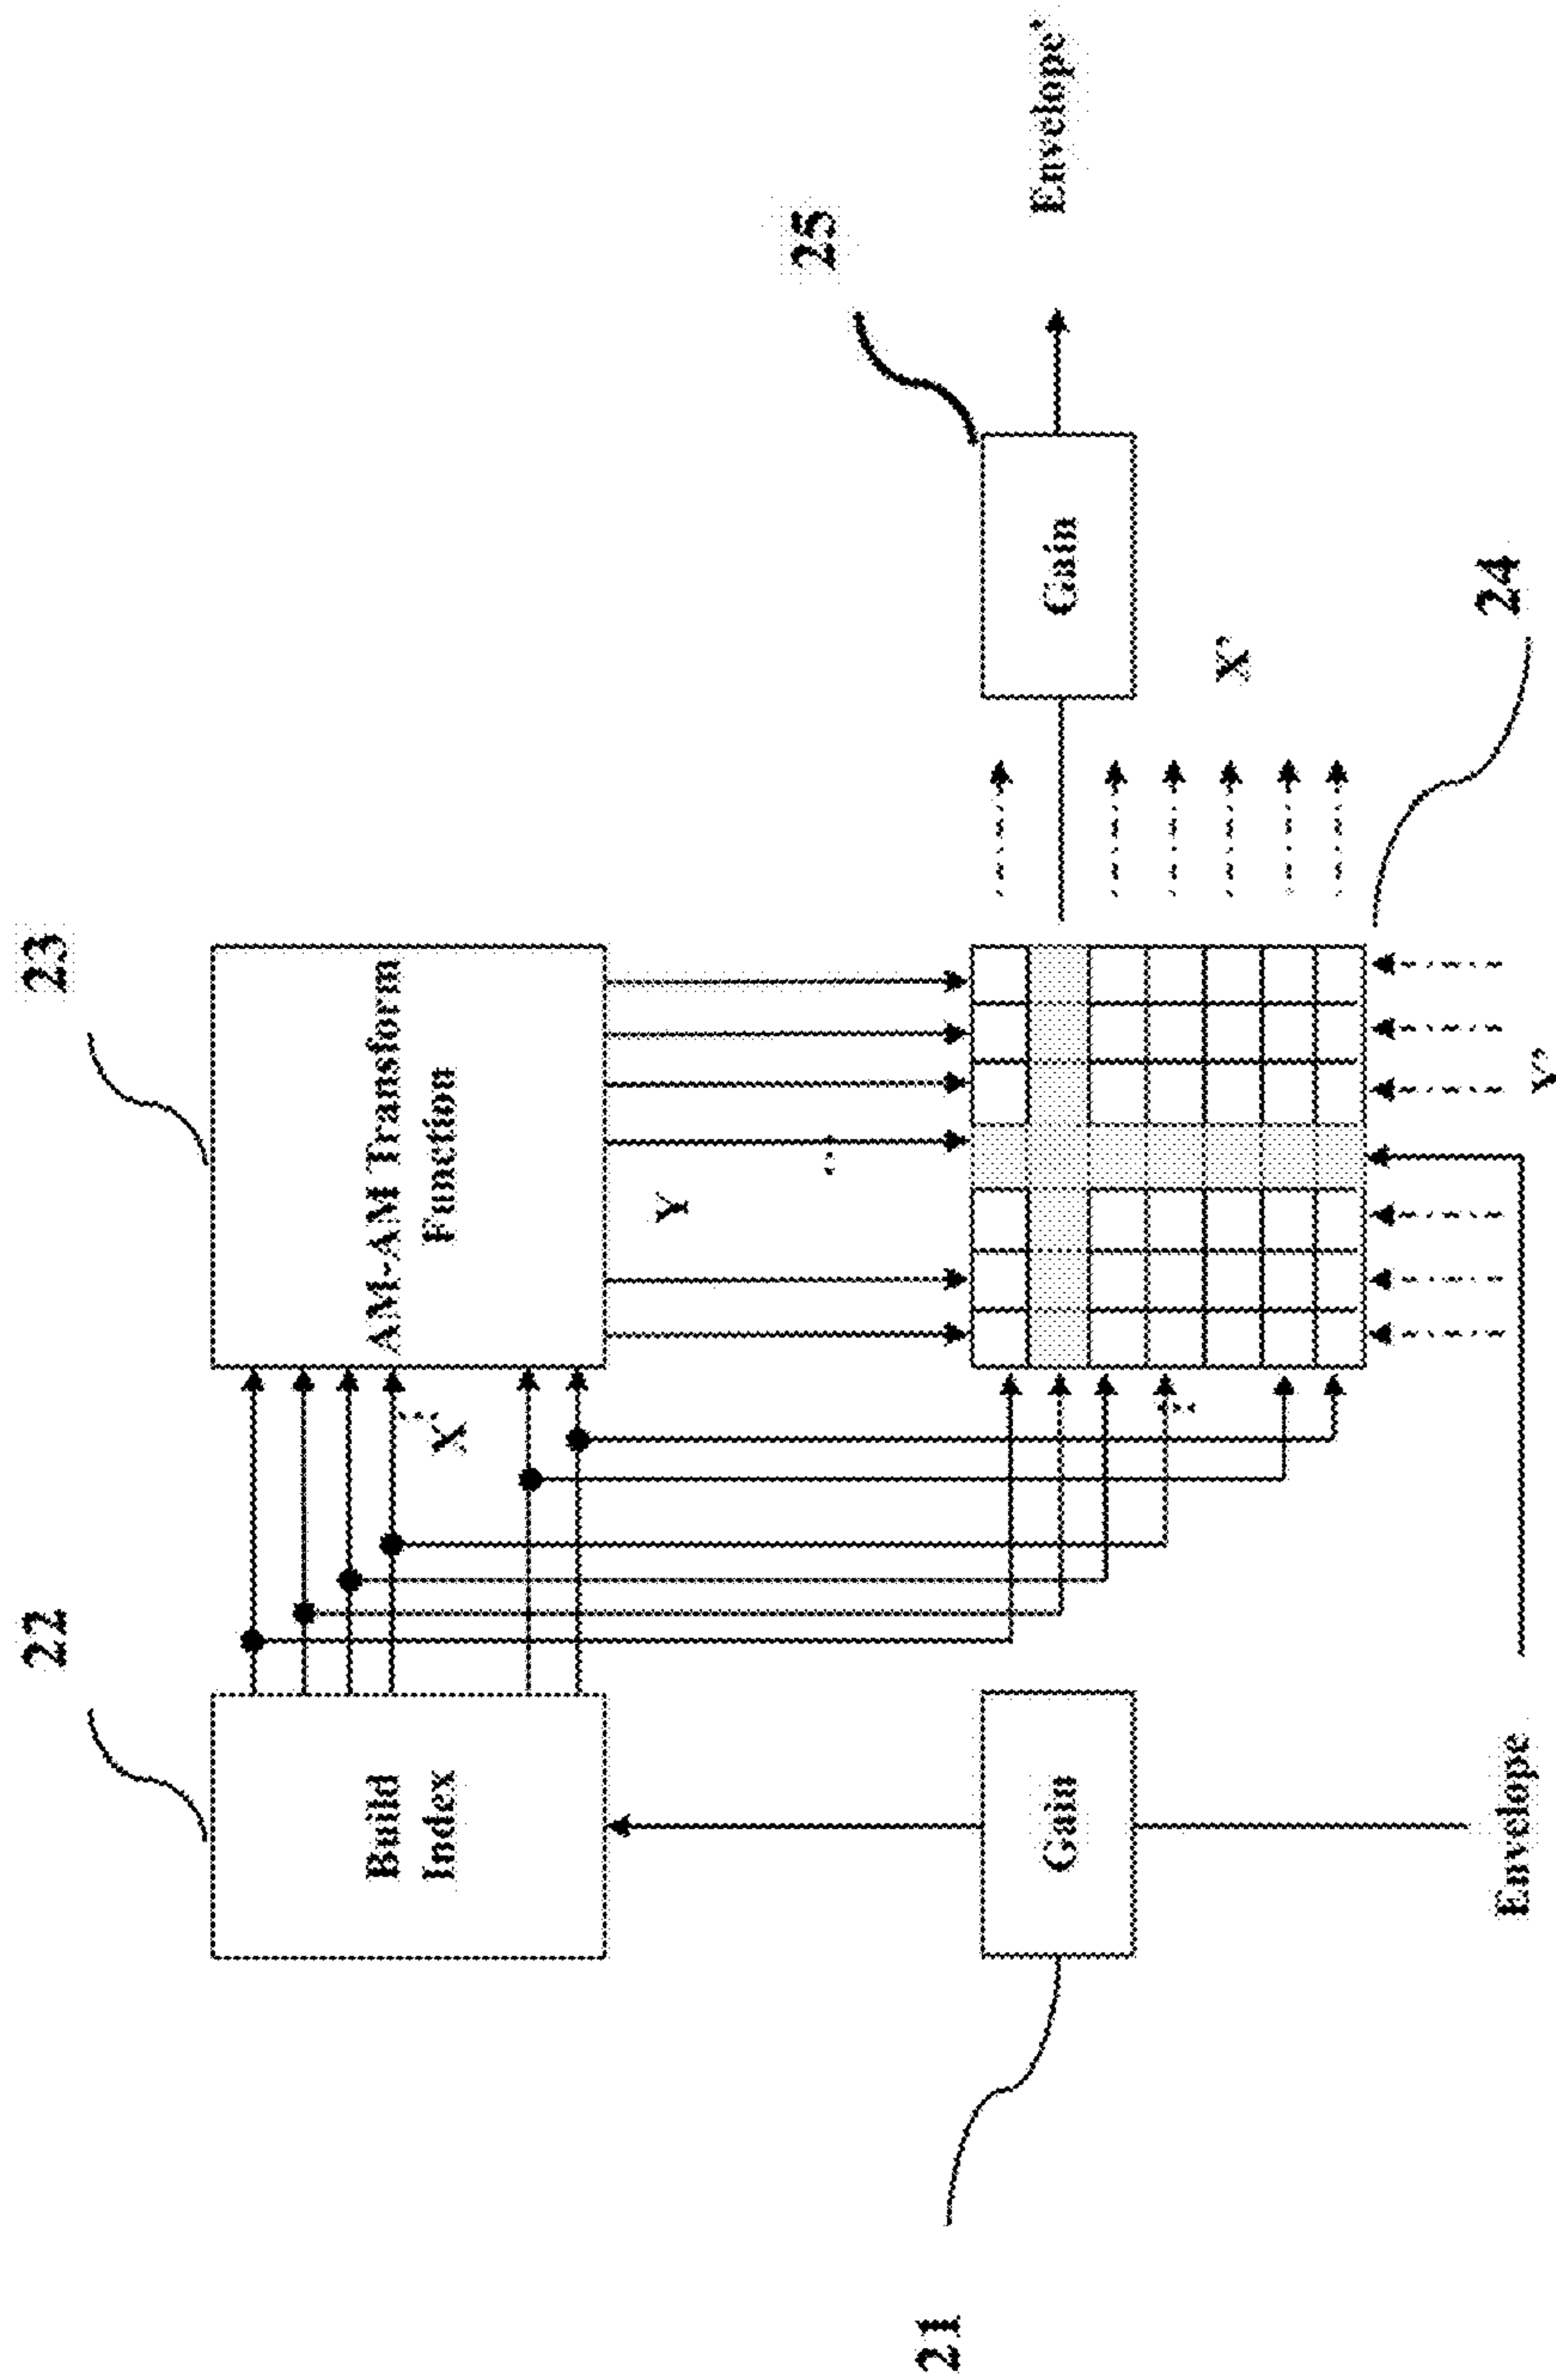 22
23
Build
Index
AM-AM Transform
Function
X
Y
25
21
Gain
Gain
Envelope'
X'
24
Envelope
Y'